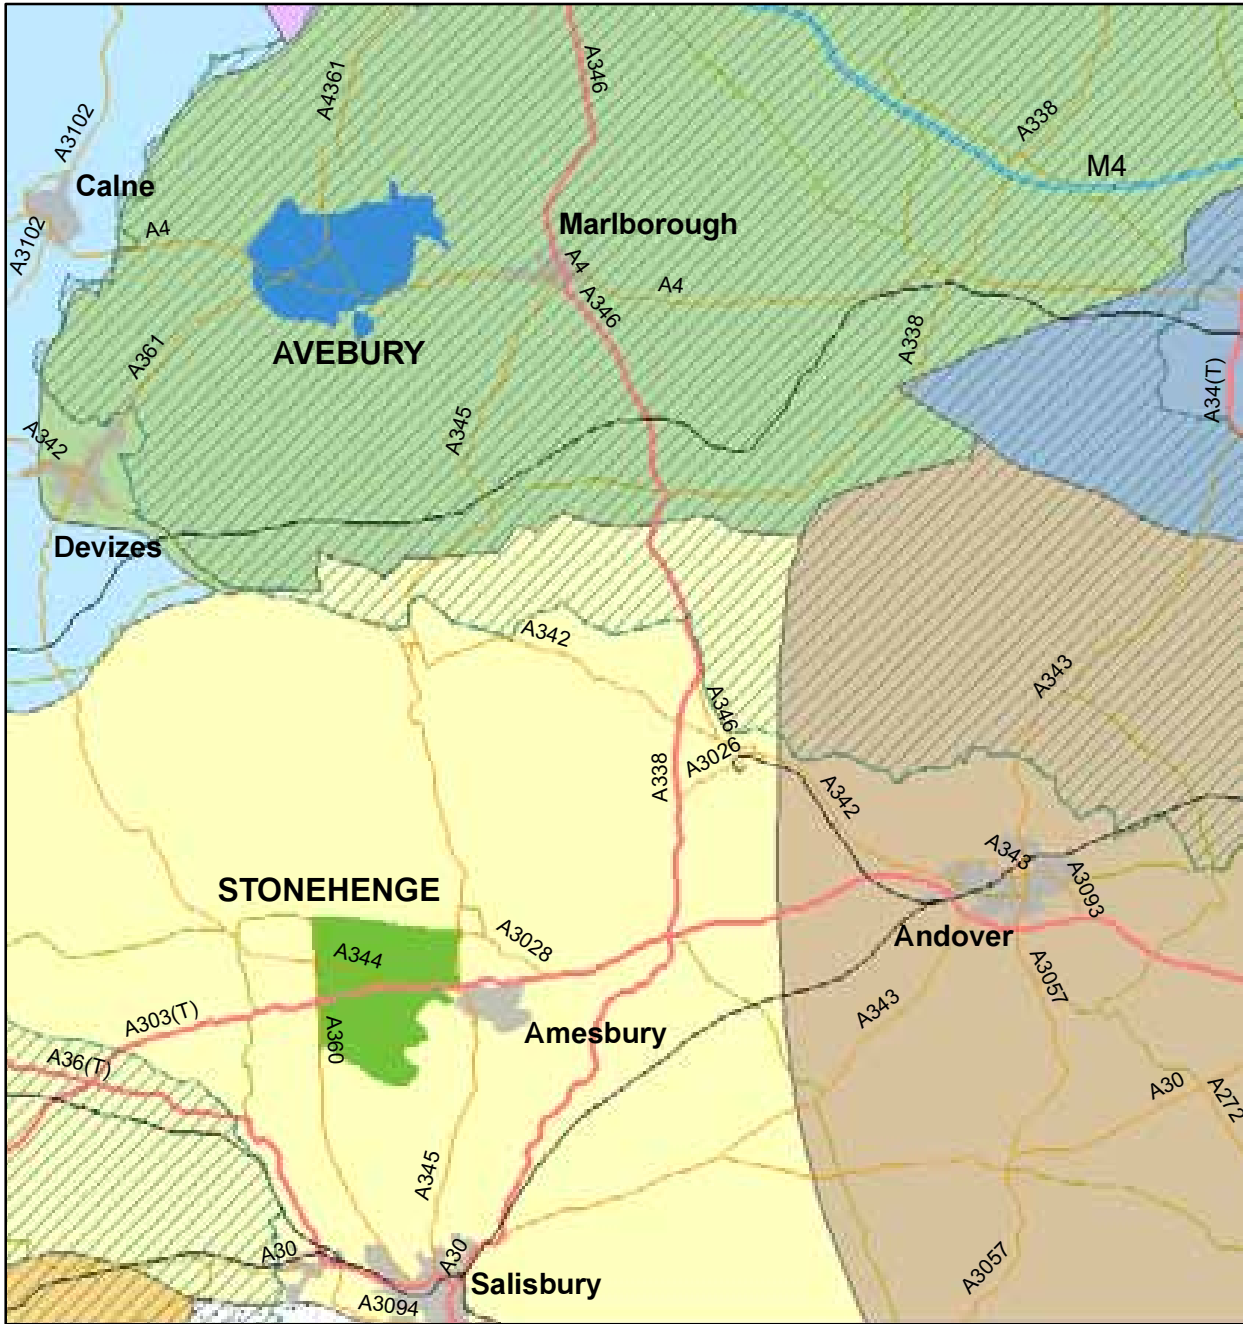 A346
A4361
A3102
A338
M4
Calne
A4
Marlborough
A3102
A4
A4
A346
A361
AVEBURY
A338
A34(T)
A345
A342
Devizes
A342
A343
A346
A3026
A338
A342
A343
A3093
STONEHENGE
A3028
Andover
A344
A3057
A343
A303(T)
A360
Amesbury
A36(T)
A30
A272
A345
A30
A30
Salisbury
A3057
A3094